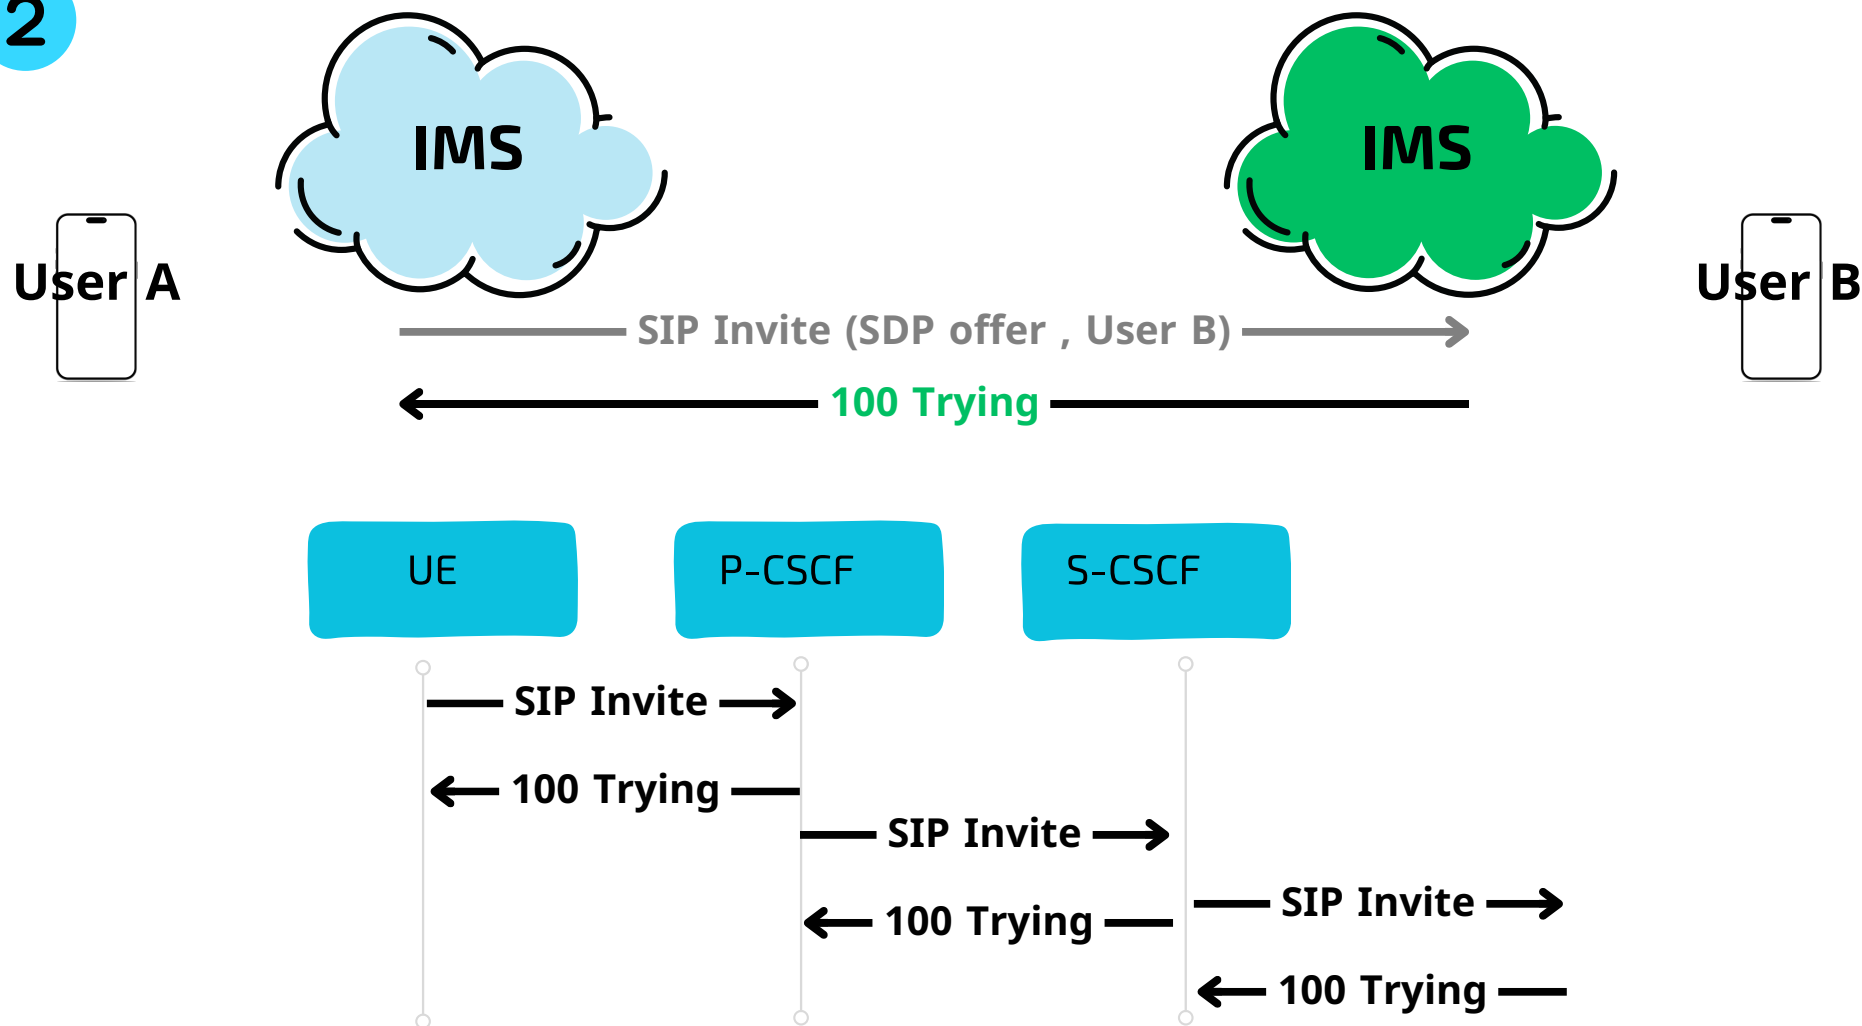 2
IMS
IMS
User A
User B
SIP Invite (SDP offer , User B)
100 Trying
UE
P-CSCF
S-CSCF
SIP Invite
100 Trying
SIP Invite
SIP Invite
100 Trying
100 Trying